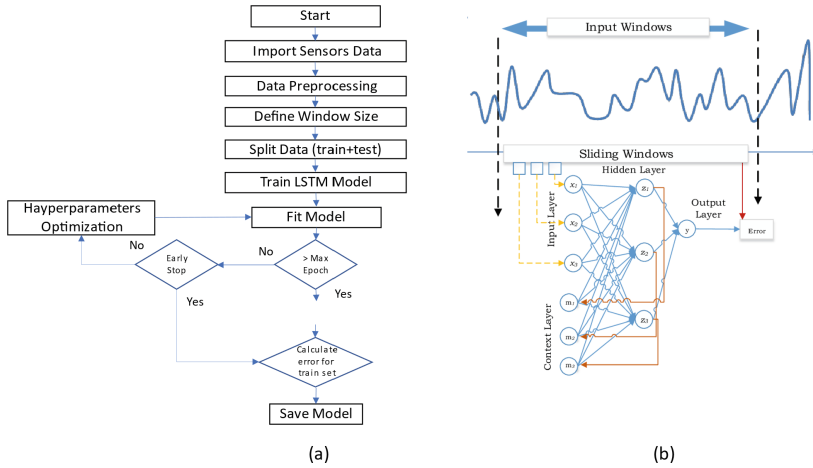 Start
Import Sensors Data
Data Preprocessing
Define Window Size
Split Data (train+test)
Train LSTM Model
Hayperparameters
Optimization
Fit Model
No
Early
Stop
No
> Max
Epoch
Yes
Yes
Calculate
error for
train set
Save Model
(a)
Input Windows
Sliding Windows
Hidden Layer
Input Layer
Output
Layer
Context Layer
x₁
x₂
x₃
z₁
z₂
z₃
y
Error
m₁
m₂
m₃
(b)